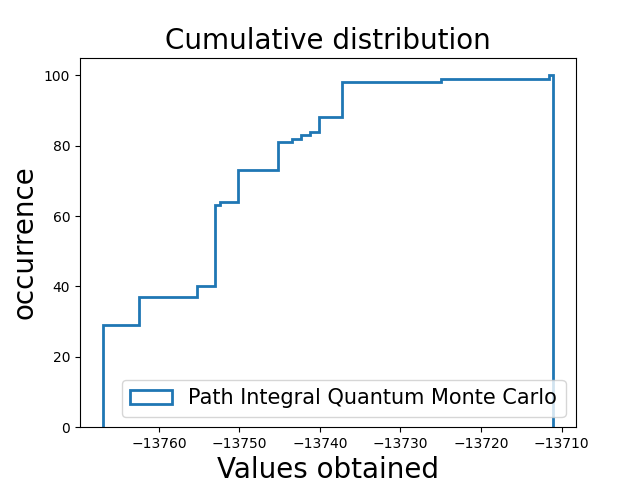 Cumulative distribution
occurrence
100
80
60
40
20
0
Path Integral Quantum Monte Carlo
−13760 −13750 −13740 −13730 −13720 −13710
Values obtained